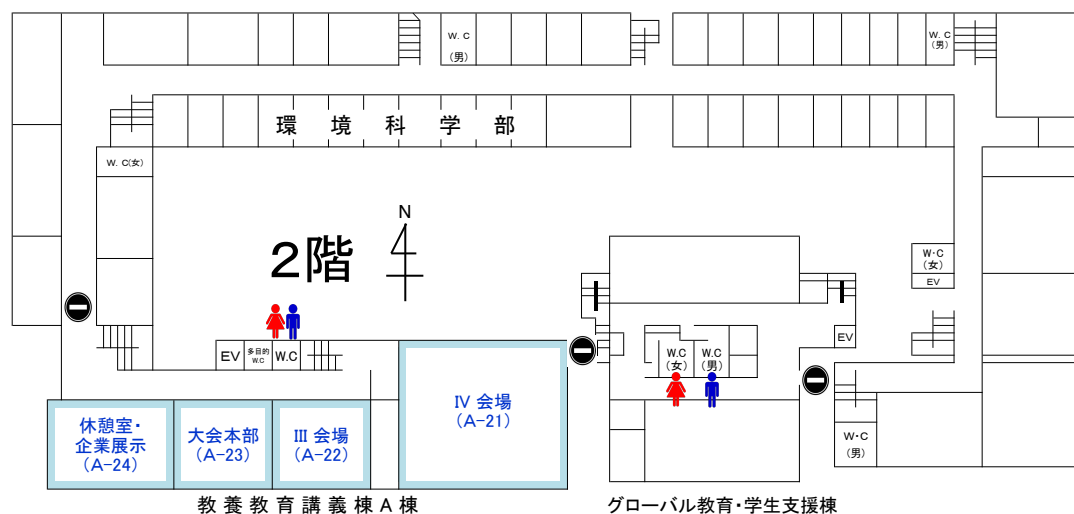 W. C
(男)
W. C
(男)
環 境 科 学 部
W. C(女)
N
2階
W・C
(女)
EV
EV
多目的
W.C
W.C
W.C
(女)
W.C
(男)
EV
IV 会場
(A-21)
休憩室・
企業展示
(A-24)
大会本部
(A-23)
III 会場
(A-22)
W・C
(男)
教 養 教 育 講 義 棟 A 棟
グローバル教育・学生支援棟